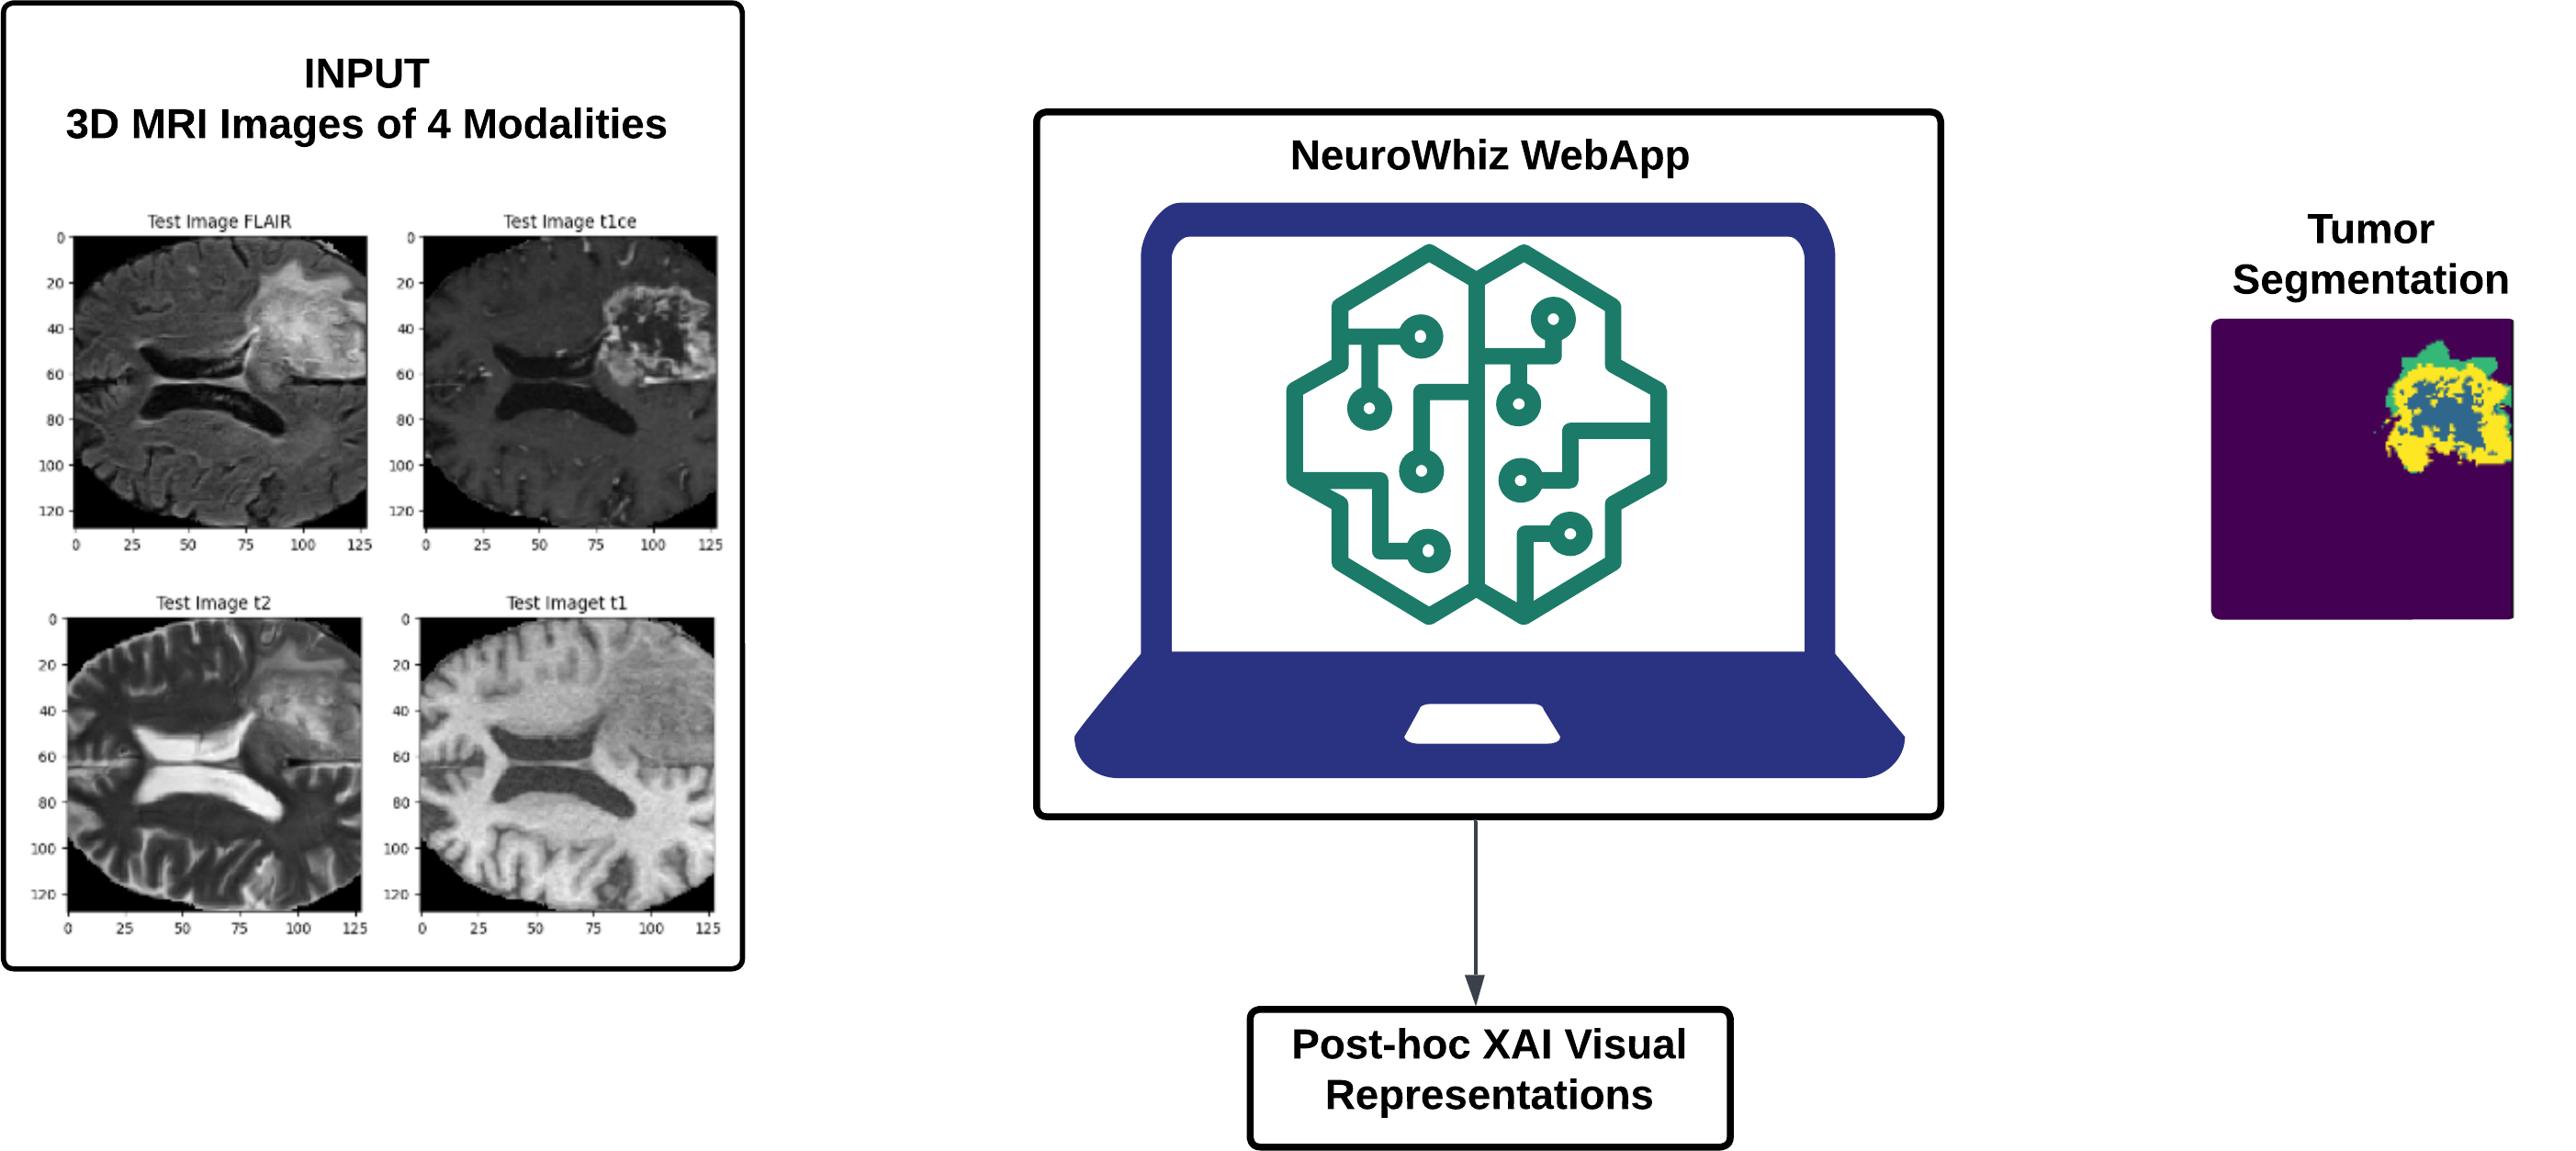 INPUT
3D MRI Images of 4 Modalities
Test Image FLAIR
0
20
40
60
80
100
120
0 25 50 75 100 125
Test Image t1ce
0
20
40
60
80
100
120
0 25 50 75 100 125
Test Image t2
0
20
40
60
80
100
120
0 25 50 75 100 125
Test Imaget t1
0
20
40
60
80
100
120
0 25 50 75 100 125
NeuroWhiz WebApp
Post-hoc XAI Visual
Representations
Tumor
Segmentation